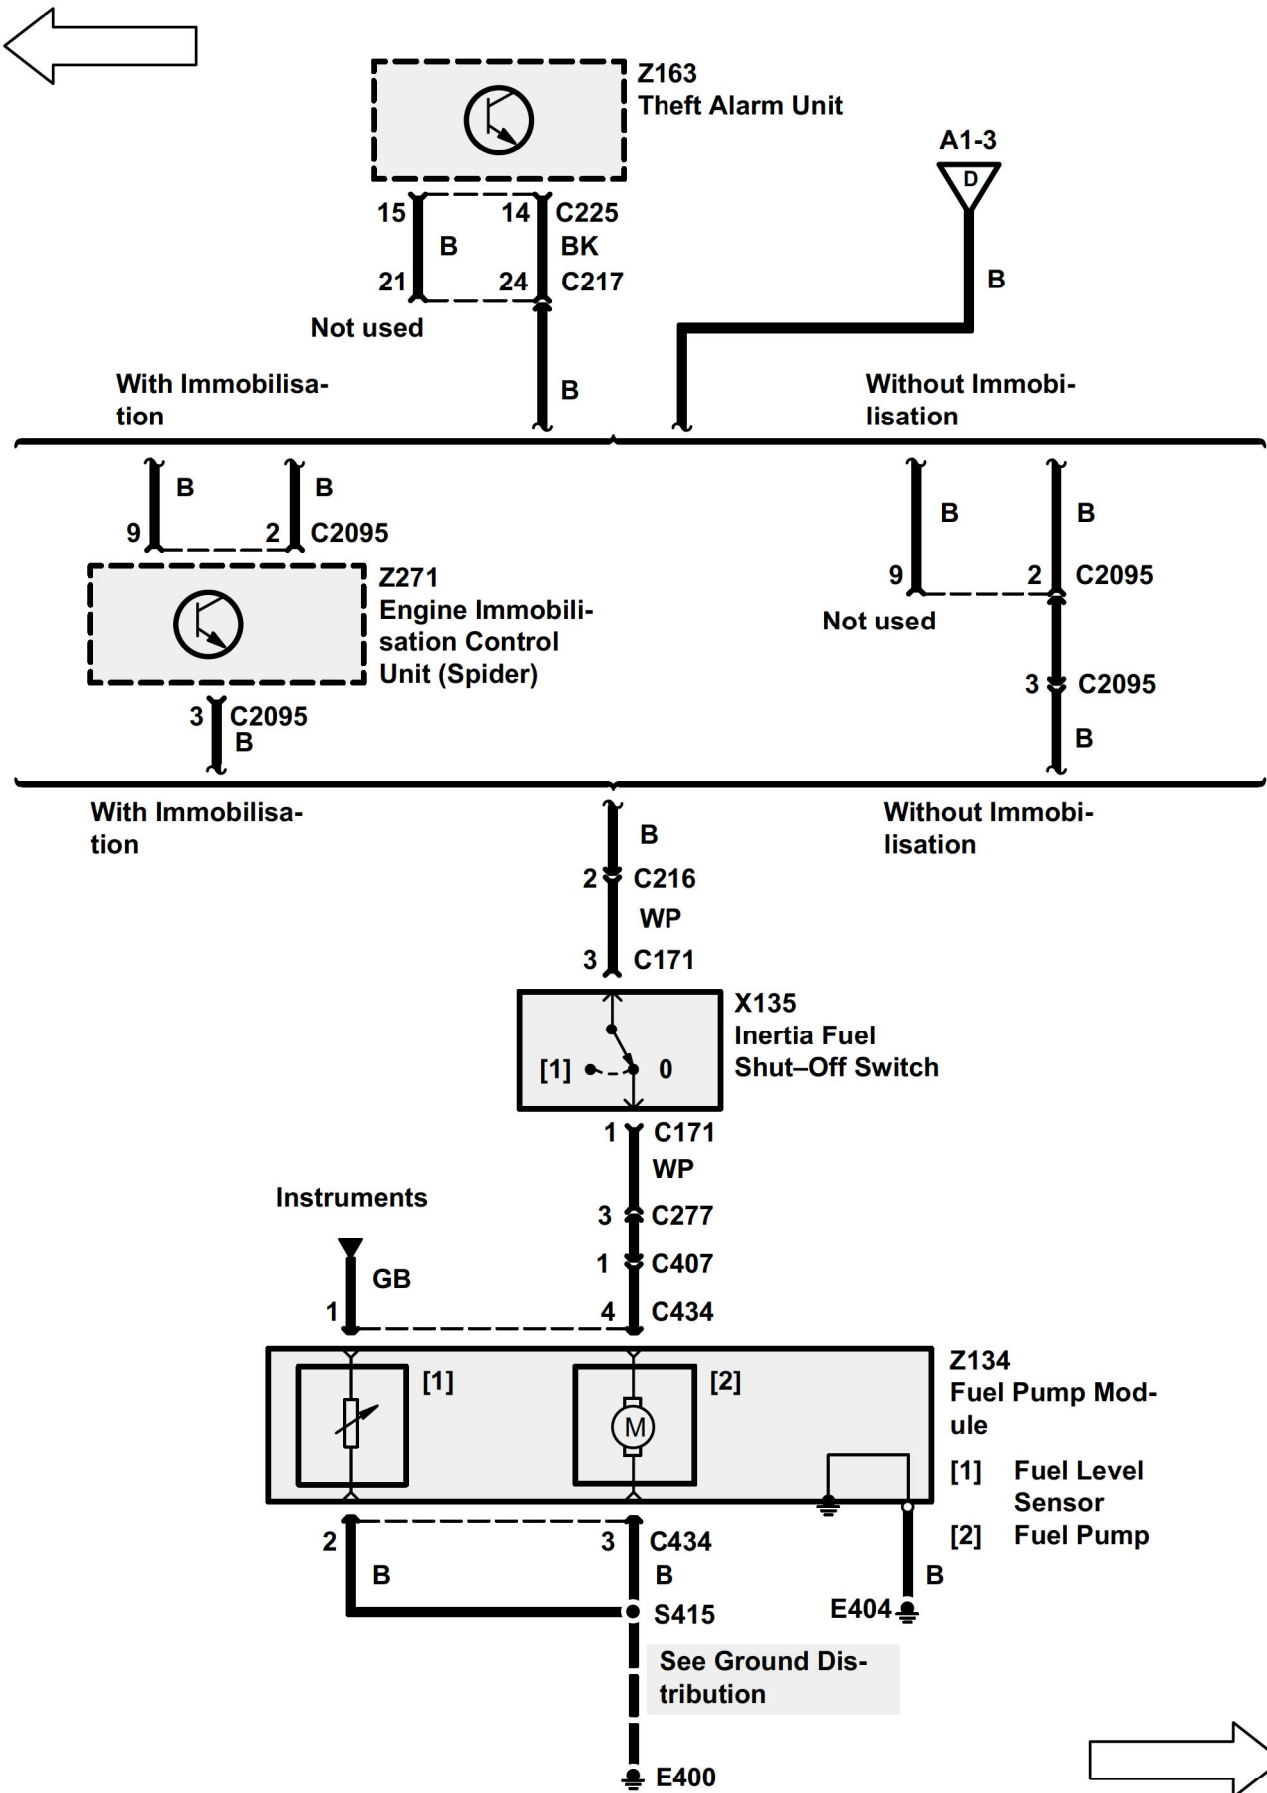 Z163
Theft Alarm Unit
A1-3
D
15
14
C225
B
BK
21
24
C217
B
Not used
B
With Immobilisa-
tion
Without Immobi-
lisation
B
B
9
2
C2095
B
B
9
2
C2095
Z271
Engine Immobili-
sation Control
Unit (Spider)
Not used
3
C2095
B
3
C2095
B
With Immobilisa-
tion
Without Immobi-
lisation
B
2
C216
WP
3
C171
X135
Inertia Fuel
Shut–Off Switch
[1]
0
1
C171
WP
Instruments
3
C277
GB
1
C407
1
4
C434
[1]
[2]
M
Z134
Fuel Pump Mod-
ule
[1] Fuel Level
Sensor
[2] Fuel Pump
2
3
C434
B
B
B
S415
E404
See Ground Dis-
tribution
E400